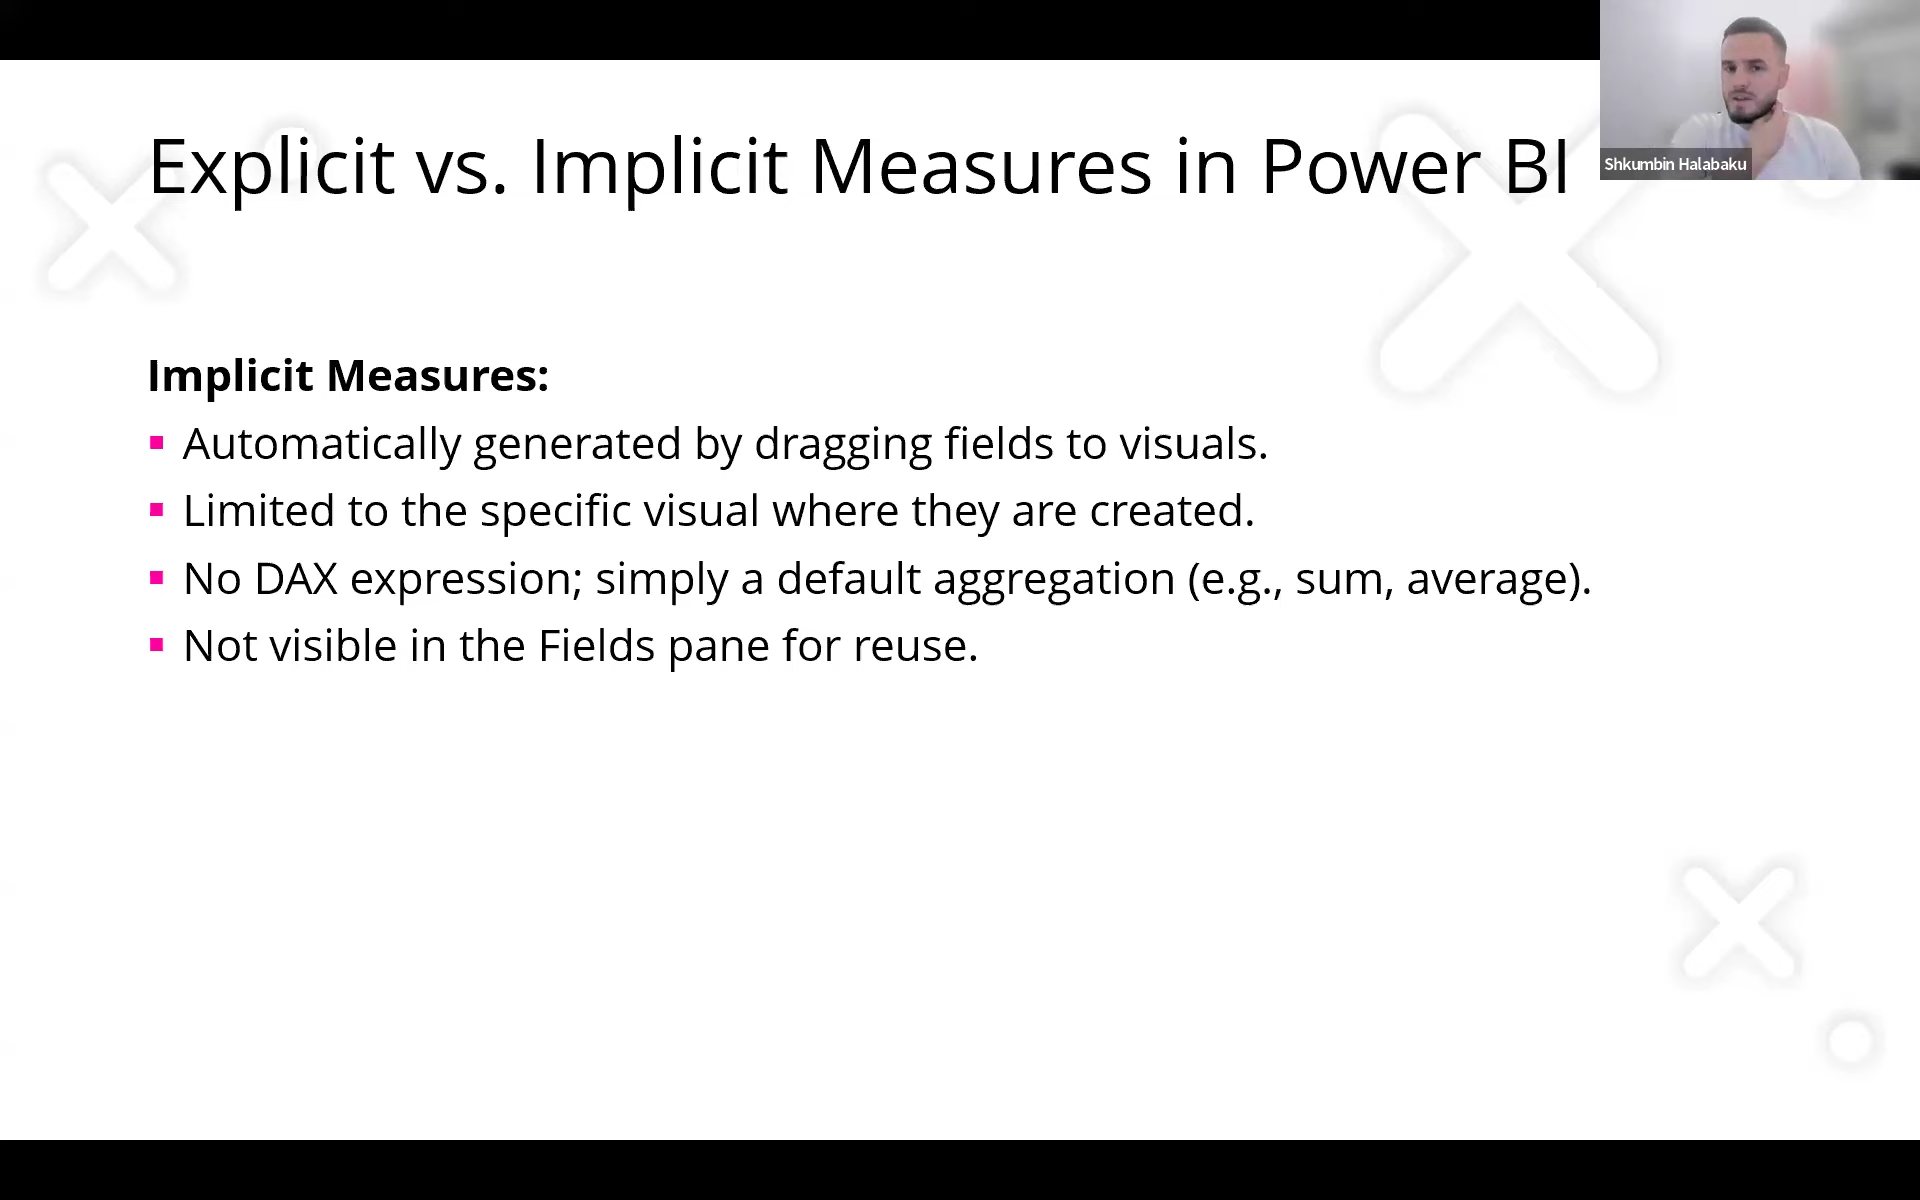 Explicit vs. Implicit Measures in Power BI
Shkumbin Halabaku
Implicit Measures:
▪ Automatically generated by dragging fields to visuals.
▪ Limited to the specific visual where they are created.
▪ No DAX expression; simply a default aggregation (e.g., sum, average).
▪ Not visible in the Fields pane for reuse.